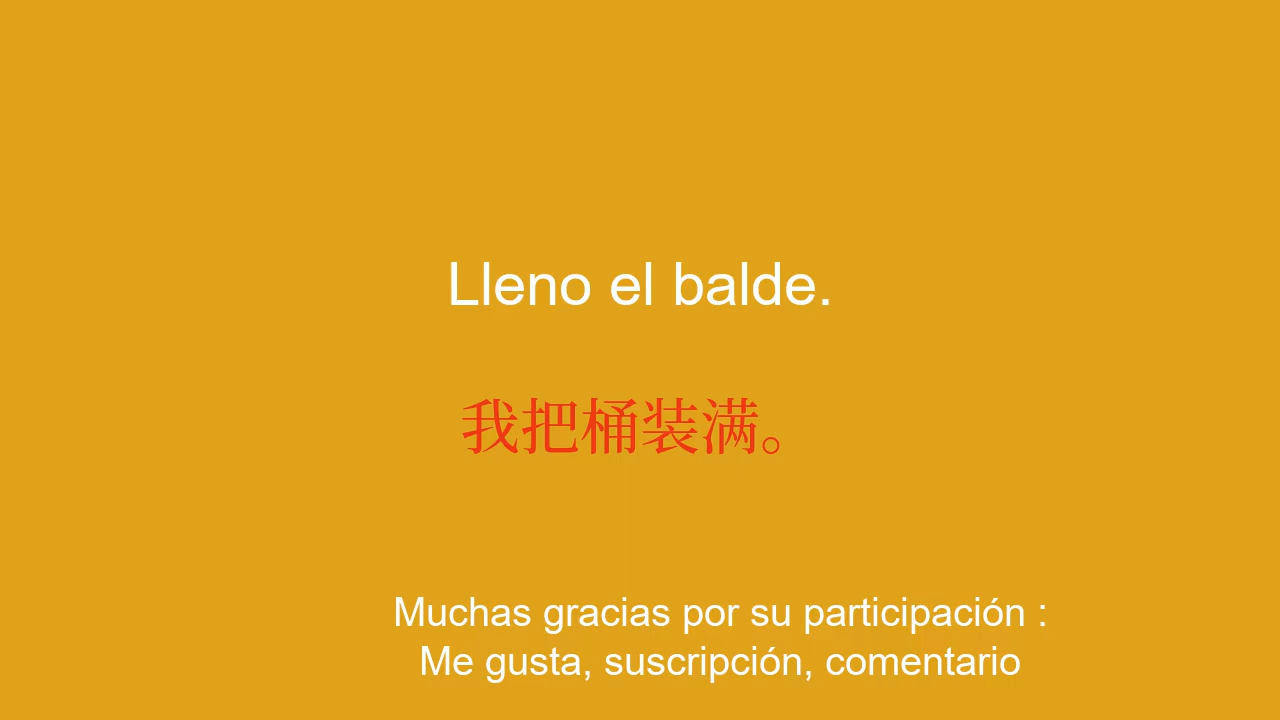 Lleno el balde.
我把桶装满。
Muchas gracias por su participación :
Me gusta, suscripción, comentario